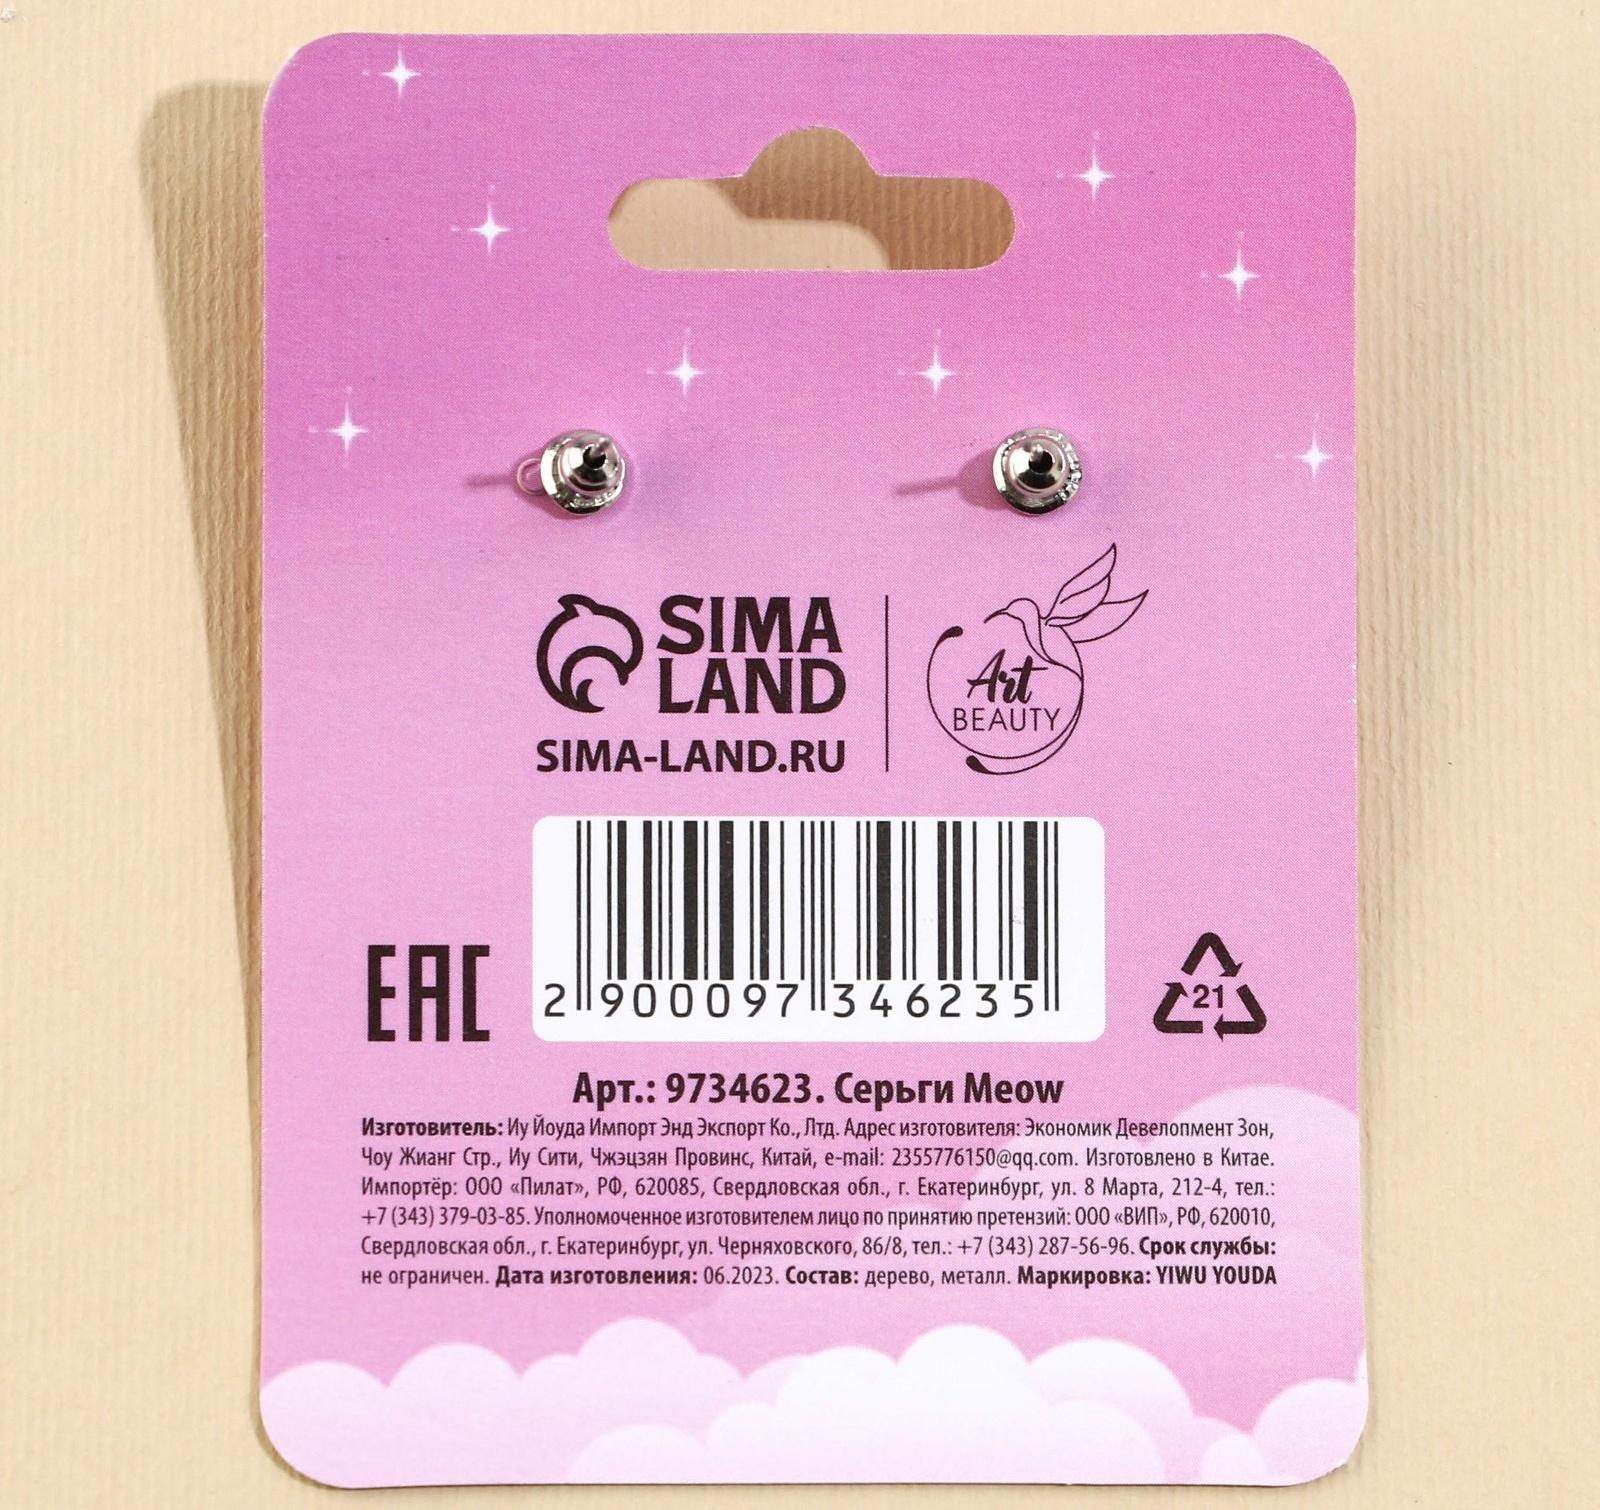 SIMA
LAND
SIMA-LAND.RU
Art
BEAUTY
EAC
2 900097 346235
21
Арт.: 9734623. Серьги Meow
Изготовитель: Иу Йоуда Импорт Энд Экспорт Ко., Лтд. Адрес изготовителя: Экономик Девелопмент Зон,
Чоу Жианг Стр., Иу Сити, Чжэцзян Провинс, Китай, e-mail: 2355776150@qq.com. Изготовлено в Китае.
Импортёр: ООО «Пилат», РФ, 620085, Свердловская обл., г. Екатеринбург, ул. 8 Марта, 212-4, тел.:
+7 (343) 379-03-85. Уполномоченное изготовителем лицо по принятию претензий: ООО «ВИП», РФ, 620010,
Свердловская обл., г. Екатеринбург, ул. Черняховского, 86/8, тел.: +7 (343) 287-56-96. Срок службы:
не ограничен. Дата изготовления: 06.2023. Состав: дерево, металл. Маркировка: YIWU YOUDA